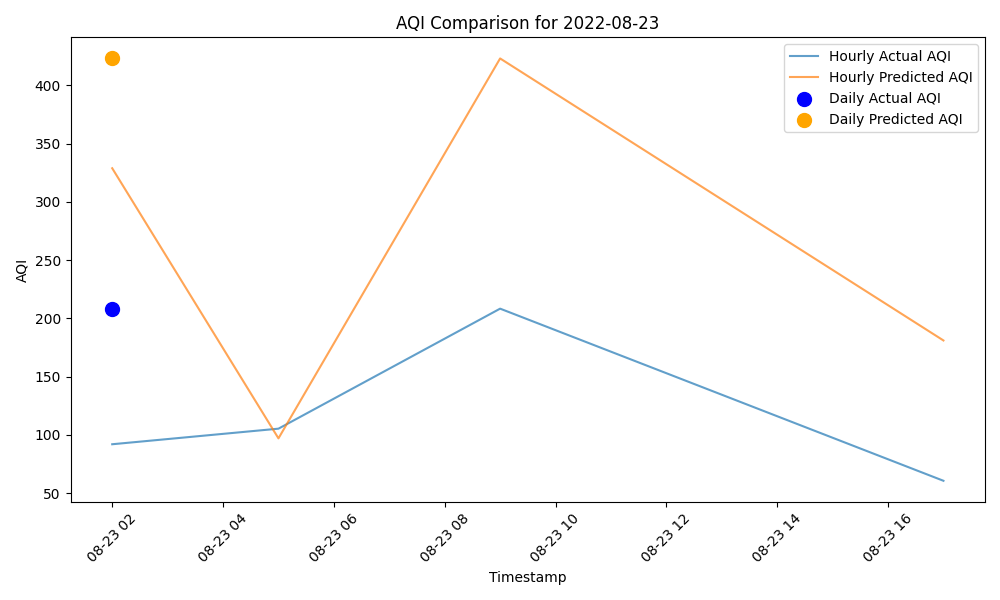 AQI Comparison for 2022-08-23
Hourly Actual AQI
Hourly Predicted AQI
Daily Actual AQI
Daily Predicted AQI
AQI
400
350
300
250
200
150
100
50
08-23 02
08-23 04
08-23 06
08-23 08
08-23 10
08-23 12
08-23 14
08-23 16
Timestamp